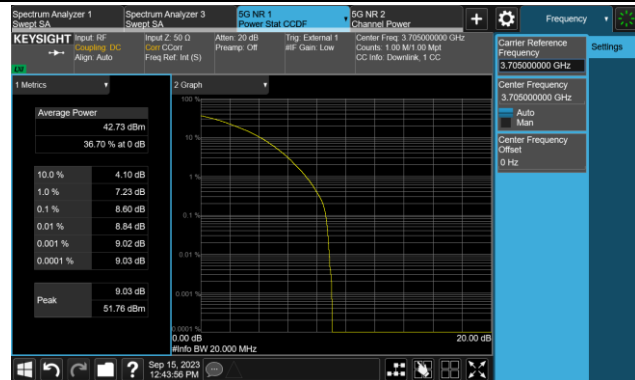 Spectrum Analyzer 1
Swept SA
Spectrum Analyzer 3
Swept SA
5G NR 1
Power Stat CCDF
5G NR 2
Channel Power
Frequency
KEYSIGHT
Input: RF
Coupling: DC
Align: Auto
Input Z: 50 Ω
Corr CCorr
Freq Ref: Int (S)
Atten: 20 dB
Preamp: Off
Trig: External 1
#IF Gain: Low
Center Freq: 3.705000000 GHz
Counts: 1.00 M/1.00 Mpt
CC Info: Downlink, 1 CC
Carrier Reference
Frequency
3.705000000 GHz
Settings
Center Frequency
3.705000000 GHz
Auto
Man
Center Frequency
Offset
0 Hz
1 Metrics
Average Power
42.73 dBm
36.70 % at 0 dB
10.0 % 4.10 dB
1.0 % 7.23 dB
0.1 % 8.60 dB
0.01 % 8.84 dB
0.001 % 9.02 dB
0.0001 % 9.03 dB
Peak
9.03 dB
51.76 dBm
2 Graph
100 %
10 %
1 %
0.1 %
0.01 %
0.001 %
0.0001 %
0.00 dB 20.00 dB
#Info BW 20.000 MHz
?
Sep 15, 2023
12:43:56 PM